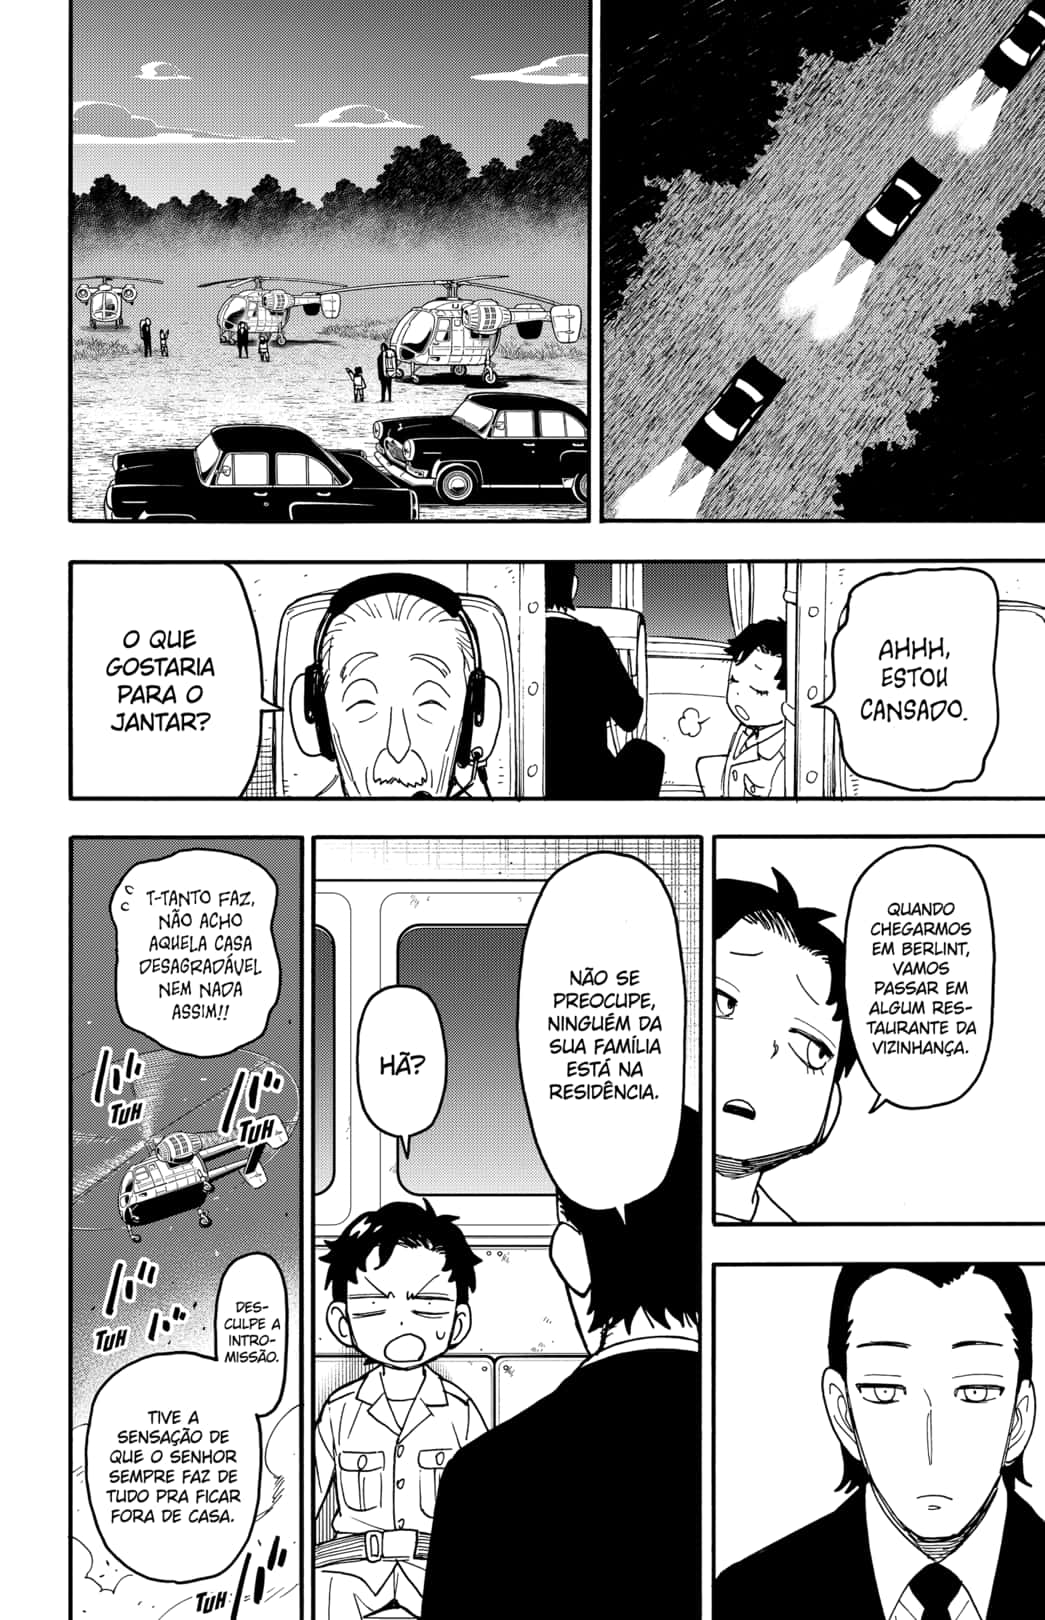 AHHH,
ESTOU
CANSADO.
O QUE
GOSTARIA
PARA O
JANTAR?
QUANDO
CHEGARMOS
EM BERLINT,
VAMOS
PASSAR EM
ALGUM RES-
TAURANTE DA
VIZINHANÇA.
NÃO SE
PREOCUPE,
NINGUÉM DA
SUA FAMÍLIA
ESTÁ NA
RESIDÊNCIA.
HÃ?
T-TANTO FAZ,
NÃO ACHO
AQUELA CASA
DESAGRADÁVEL
NEM NADA
ASSIM!!
TUH
TUH
TUH
DES-
CULPE A
INTRO-
MISSÃO.
TIVE A
SENSAÇÃO DE
QUE O SENHOR
SEMPRE FAZ DE
TUDO PRA FICAR
FORA DE CASA.
TUH